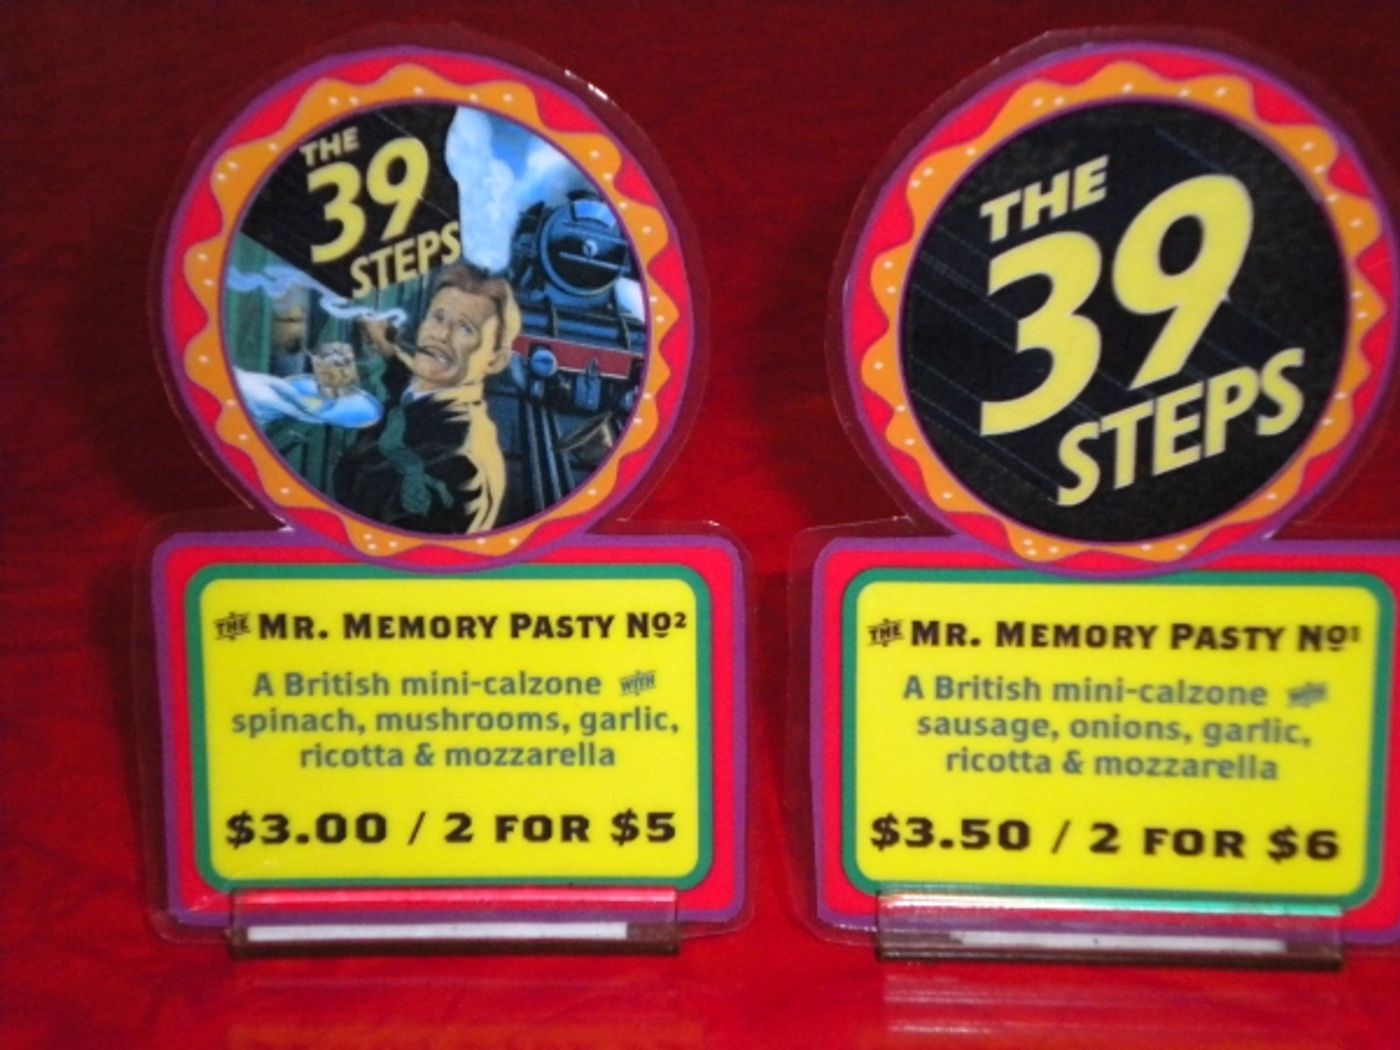 THE
39
STEPS
THE MR. MEMORY PASTY NO2
A British mini-calzone WITH
spinach, mushrooms, garlic,
ricotta & mozzarella
$3.00 / 2 FOR $5
THE
39
STEPS
THE MR. MEMORY PASTY NO1
A British mini-calzone WITH
sausage, onions, garlic,
ricotta & mozzarella
$3.50 / 2 FOR $6